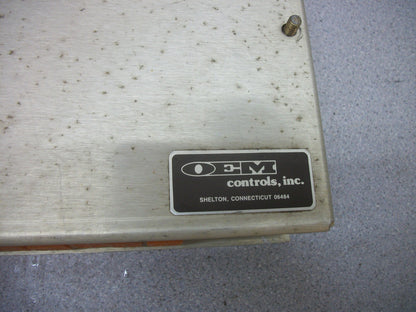 OEM
controls, inc.
SHELTON, CONNECTICUT 06484